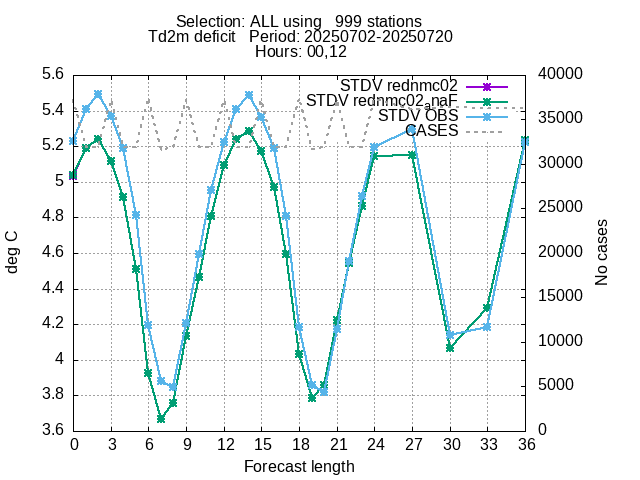 Selection: ALL using   999 stations
Td2m deficit   Period: 20250702-20250720
Hours: 00,12
STDV rednmc02
STDV rednmc02_naF
STDV OBS
CASES
5.6
5.4
5.2
5
4.8
4.6
4.4
4.2
4
3.8
3.6
40000
35000
30000
25000
20000
15000
10000
5000
0
deg C
No cases
0 3 6 9 12 15 18 21 24 27 30 33 36
Forecast length